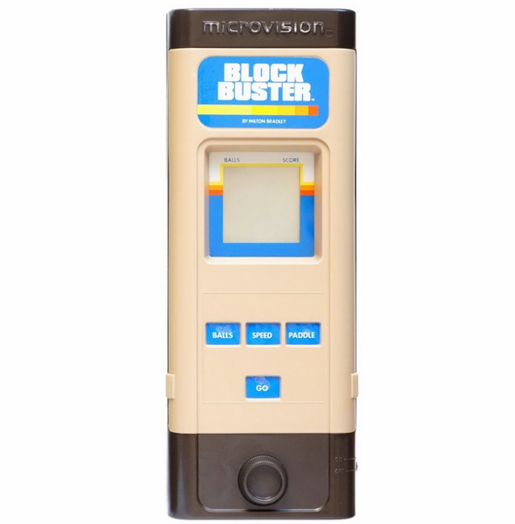 microvision
BLOCK
BUSTER.
BY MILTON BRADLEY
BALLS SCORE
BALLS SPEED PADDLE
GO